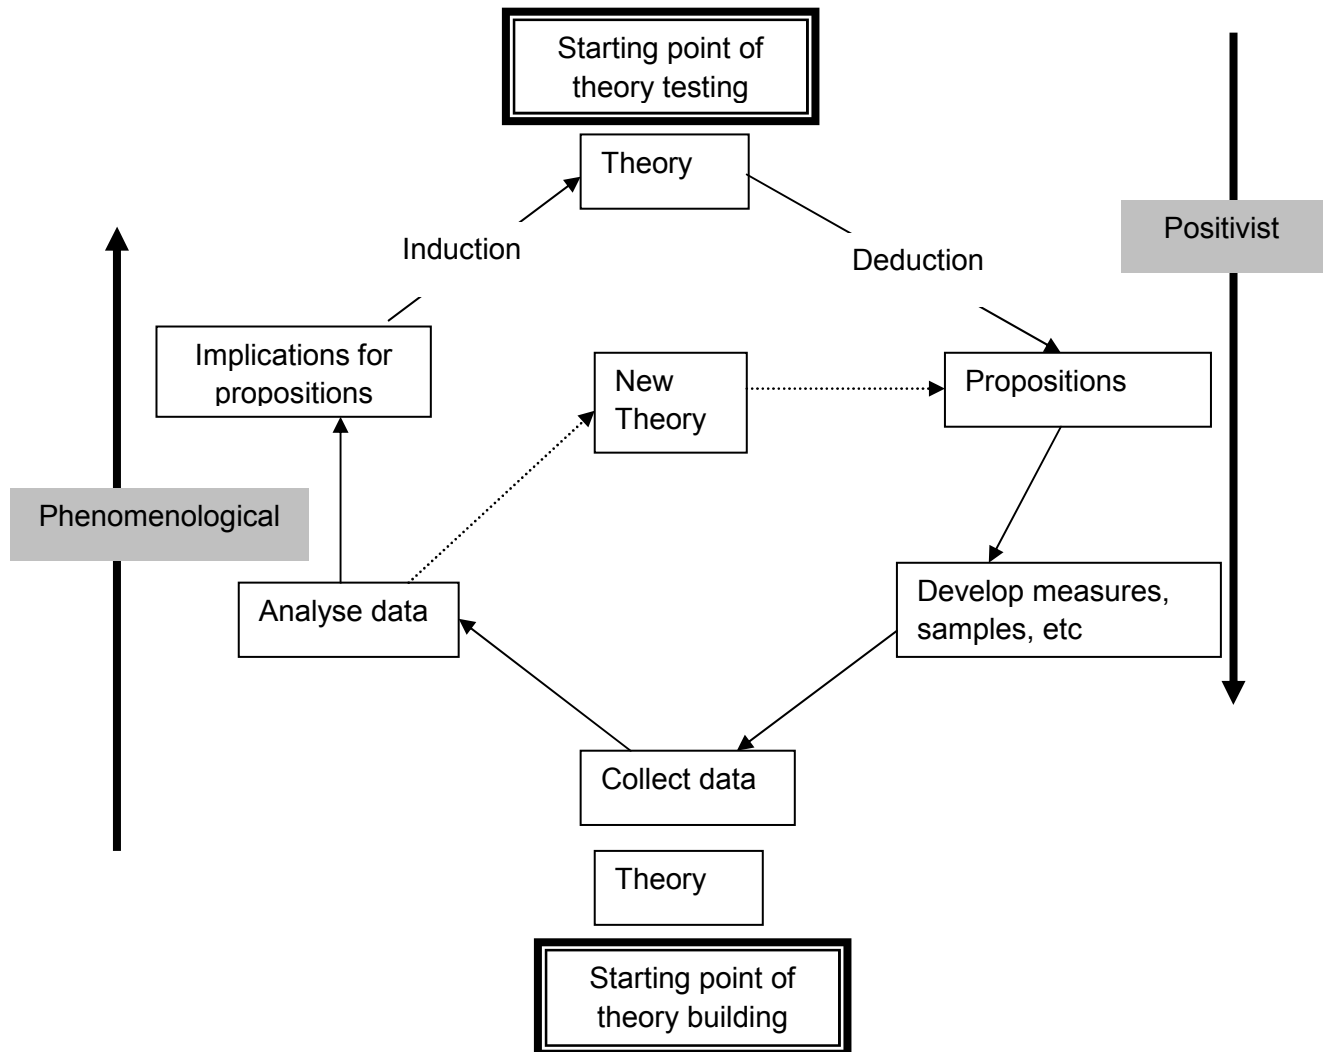 Starting point of
theory testing
Theory
Positivist
Induction
Deduction
Implications for
propositions
New
Theory
Propositions
Phenomenological
Analyse data
Develop measures,
samples, etc
Collect data
Theory
Starting point of
theory building